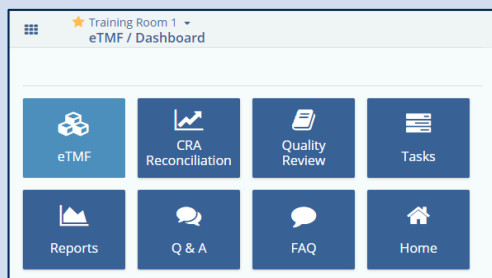 Training Room 1
eTMF / Dashboard
eTMF
CRA
Reconciliation
Quality
Review
Tasks
Reports
Q & A
FAQ
Home